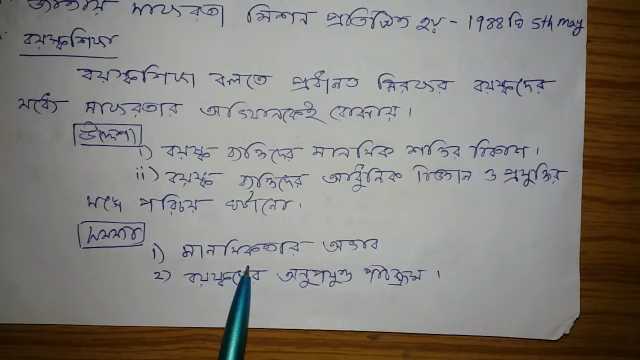 জাতীয় সাক্ষরতা মিশন প্রতিষ্ঠিত হয় - 1988 তে 5th may
বয়স্কশিক্ষা
বয়স্কশিক্ষা বলতে প্রধানত নিরক্ষর বয়স্কদের
মধ্যে সাক্ষরতার অভিযানকেই বোঝায়।
উদ্দেশ্য
i) বয়স্ক ব্যক্তিদের মানসিক শক্তির বিকাশ।
ii) বয়স্ক ব্যক্তিদের আধুনিক বিজ্ঞান ও প্রযুক্তির
সঙ্গে পরিচয় ঘটানো।
সমস্যা
1) মানসিকতার অভাব
2) বয়স্কদের অনুপযুক্ত পাঠক্রম।